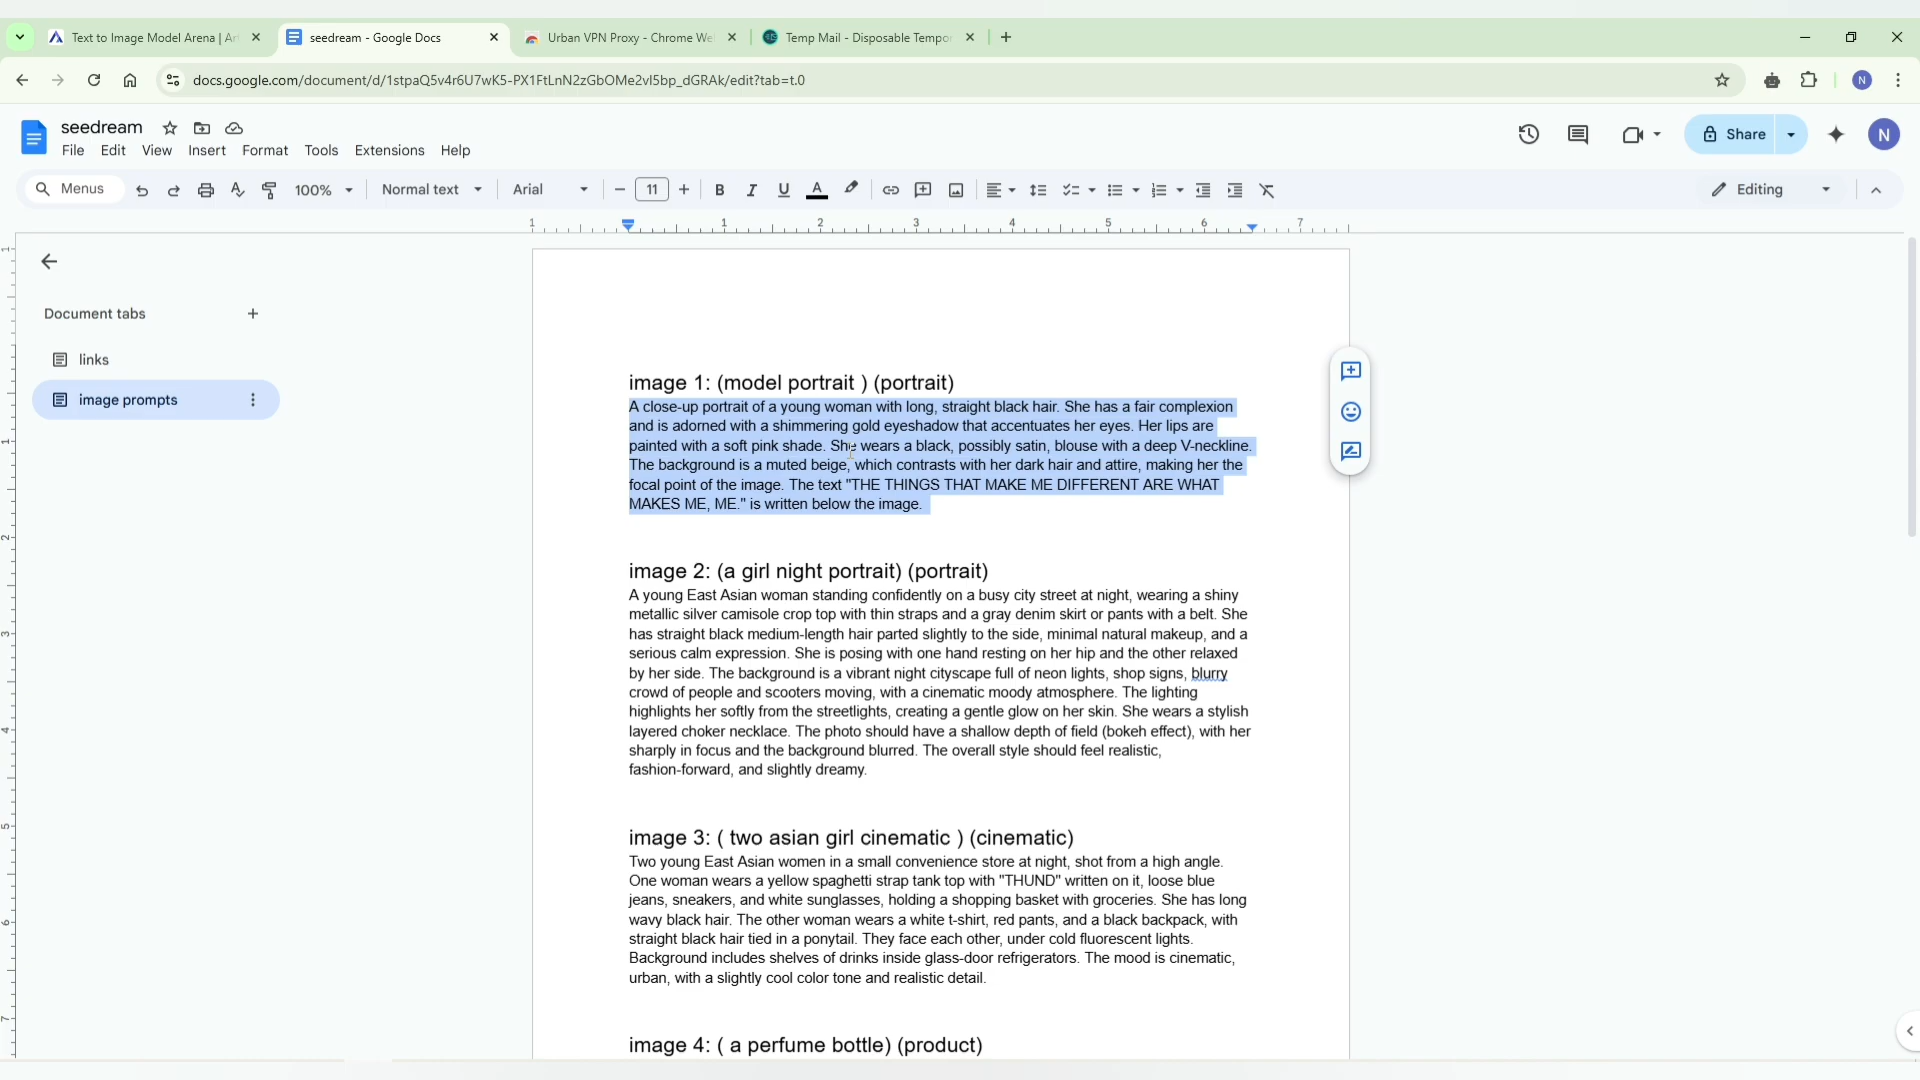 Text to Image Model Arena | Ar
seedream - Google Docs
Urban VPN Proxy - Chrome We
Temp Mail - Disposable Tempor
docs.google.com/document/d/1stpaQ5v4r6U7wK5-PX1FtLnN2zGbOMe2vI5bp_dGRAk/edit?tab=t.0
N
seedream
File Edit View Insert Format Tools Extensions Help
Share
N
Menus
100%
Normal text
Arial
11
B
I
U
A
Editing
1 1 2 3 4 5 6 7
Document tabs
links
image prompts
1
1
2
3
4
5
6
7
image 1: (model portrait ) (portrait)
A close-up portrait of a young woman with long, straight black hair. She has a fair complexion
and is adorned with a shimmering gold eyeshadow that accentuates her eyes. Her lips are
painted with a soft pink shade. She wears a black, possibly satin, blouse with a deep V-neckline.
The background is a muted beige, which contrasts with her dark hair and attire, making her the
focal point of the image. The text "THE THINGS THAT MAKE ME DIFFERENT ARE WHAT
MAKES ME, ME." is written below the image.
image 2: (a girl night portrait) (portrait)
A young East Asian woman standing confidently on a busy city street at night, wearing a shiny
metallic silver camisole crop top with thin straps and a gray denim skirt or pants with a belt. She
has straight black medium-length hair parted slightly to the side, minimal natural makeup, and a
serious calm expression. She is posing with one hand resting on her hip and the other relaxed
by her side. The background is a vibrant night cityscape full of neon lights, shop signs, blurry
crowd of people and scooters moving, with a cinematic moody atmosphere. The lighting
highlights her softly from the streetlights, creating a gentle glow on her skin. She wears a stylish
layered choker necklace. The photo should have a shallow depth of field (bokeh effect), with her
sharply in focus and the background blurred. The overall style should feel realistic,
fashion-forward, and slightly dreamy.
image 3: ( two asian girl cinematic ) (cinematic)
Two young East Asian women in a small convenience store at night, shot from a high angle.
One woman wears a yellow spaghetti strap tank top with "THUND" written on it, loose blue
jeans, sneakers, and white sunglasses, holding a shopping basket with groceries. She has long
wavy black hair. The other woman wears a white t-shirt, red pants, and a black backpack, with
straight black hair tied in a ponytail. They face each other, under cold fluorescent lights.
Background includes shelves of drinks inside glass-door refrigerators. The mood is cinematic,
urban, with a slightly cool color tone and realistic detail.
image 4: ( a perfume bottle) (product)